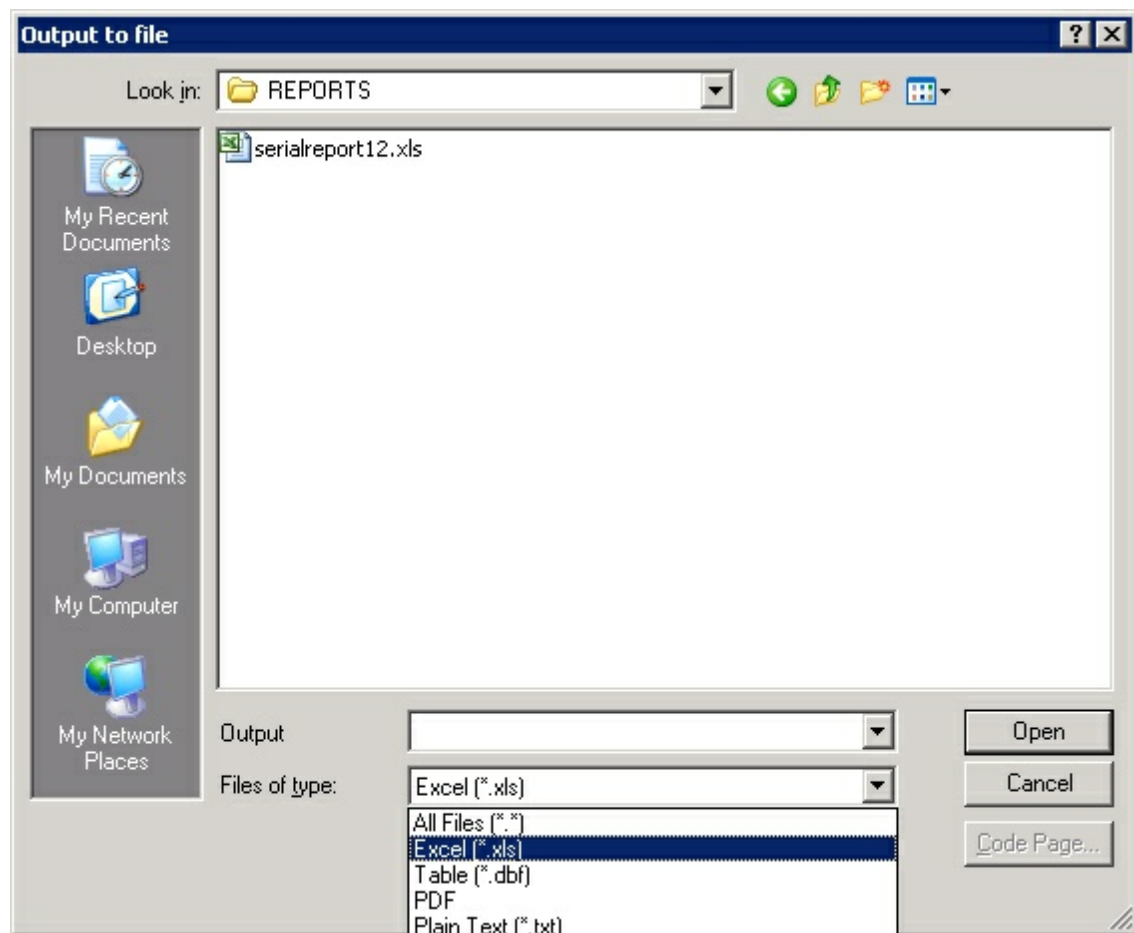 Output to file
Look in: REPORTS
serialreport12.xls
My Recent
Documents
Desktop
My Documents
My Computer
My Network
Places
Output
Open
Files of type: Excel (*.xls)
Cancel
All Files (*.*)
Excel (*.xls)
Table (*.dbf)
PDF
Plain Text (*.txt)
Code Page...